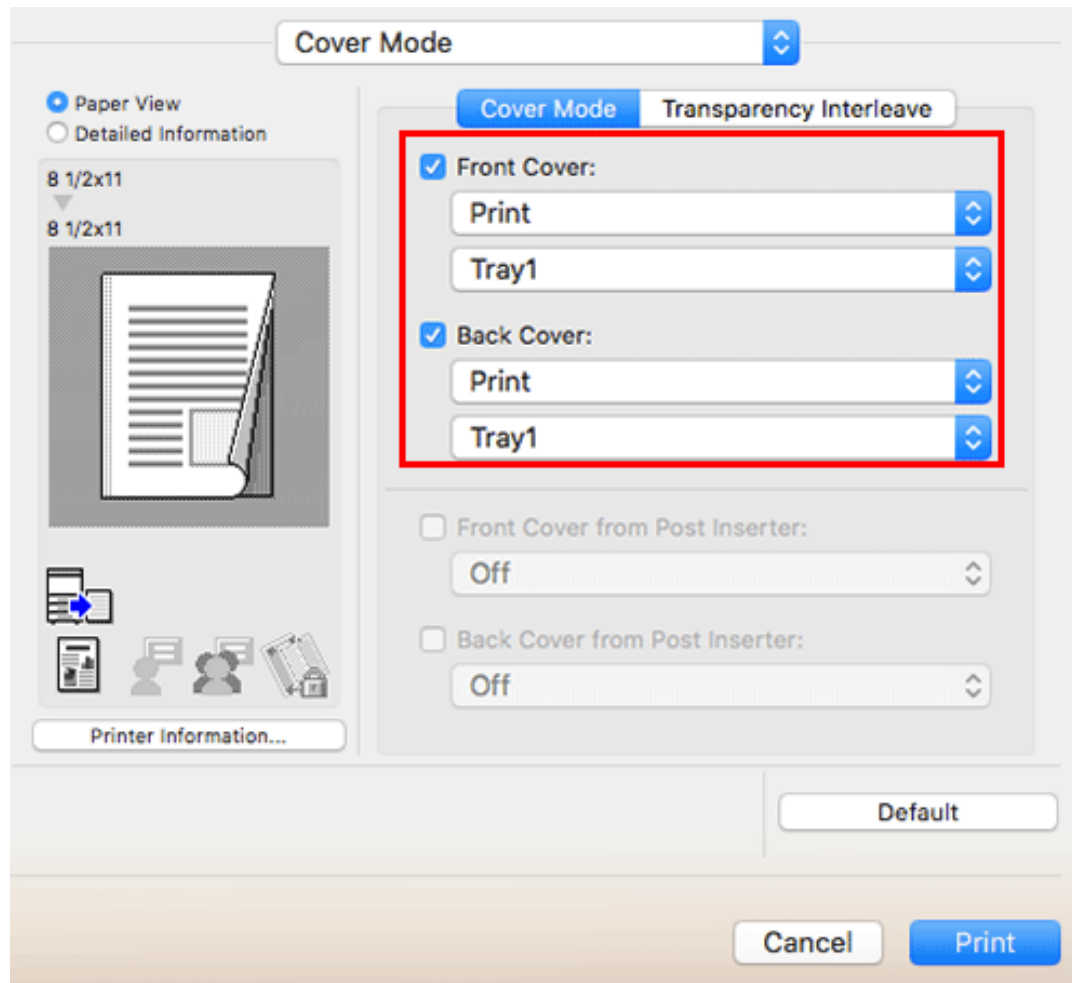 Cover Mode
Paper View
Detailed Information
8 1/2x11
8 1/2x11
Printer Information...
Cover Mode
Transparency Interleave
Front Cover:
Print
Tray1
Back Cover:
Print
Tray1
Front Cover from Post Inserter:
Off
Back Cover from Post Inserter:
Off
Default
Cancel
Print